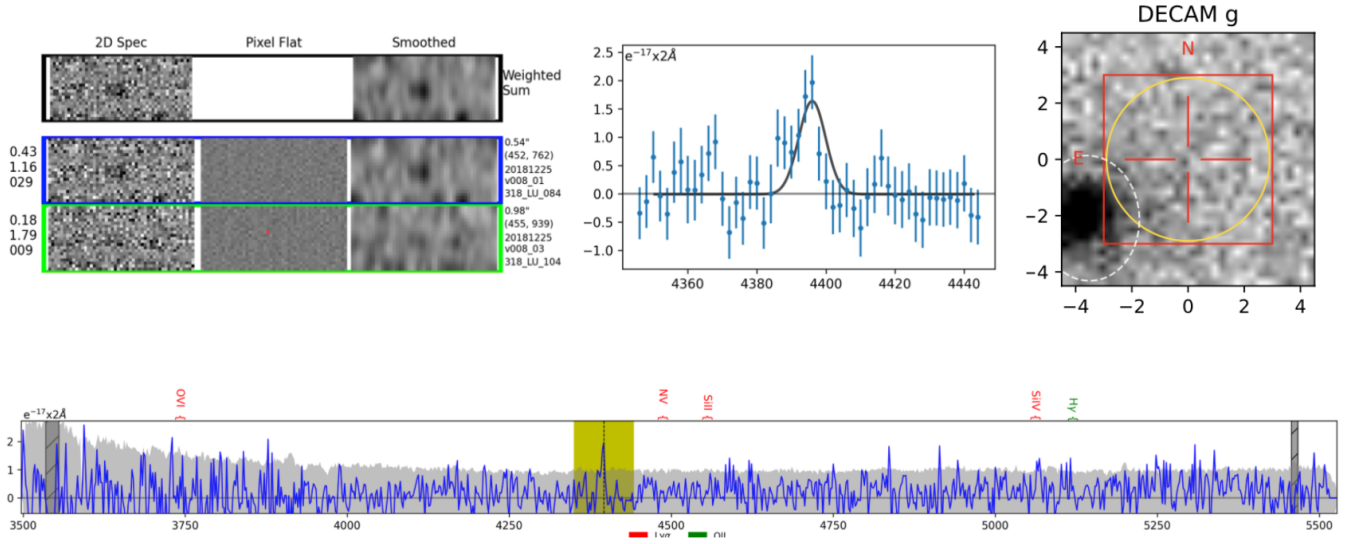 2D Spec Pixel Flat Smoothed
Weighted
Sum
0.43
1.16
029
0.54"
(452, 762)
20181225
v008_01
318_LU_084
0.18
1.79
009
0.98"
(455, 939)
20181225
v008_03
318_LU_104
e⁻¹⁷x2Å
2.5
2.0
1.5
1.0
0.5
0.0
−0.5
−1.0
4360 4380 4400 4420 4440
DECAM g
N
E
4
2
0
−2
−4
−4 −2 0 2 4
OVI { NV { SiII { SiIV { Hγ {
e⁻¹⁷x2Å
2
1
0
3500 3750 4000 4250 4500 4750 5000 5250 5500